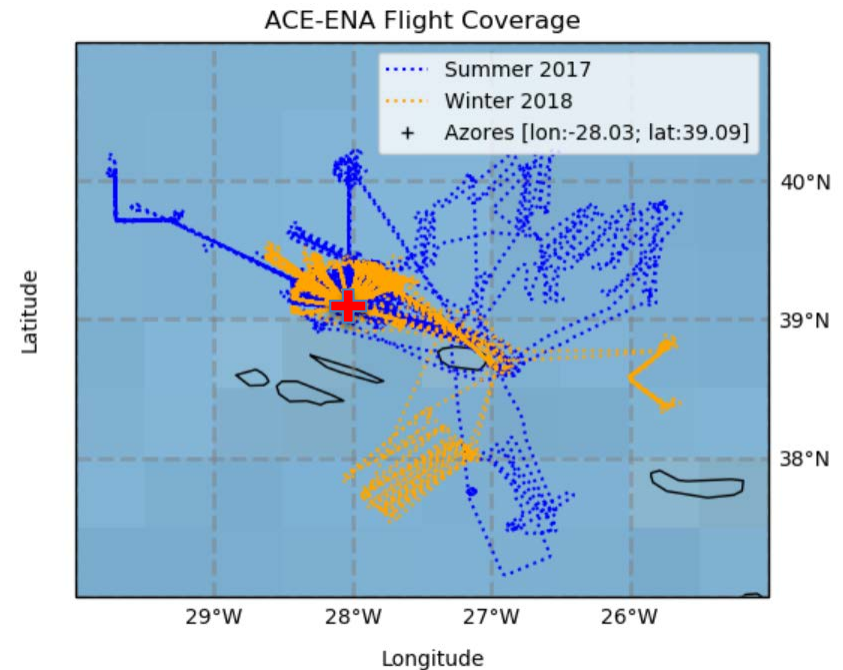 ACE-ENA Flight Coverage
Summer 2017
Winter 2018
Azores [lon:-28.03; lat:39.09]
40°N
39°N
38°N
Latitude
29°W
28°W
27°W
26°W
Longitude